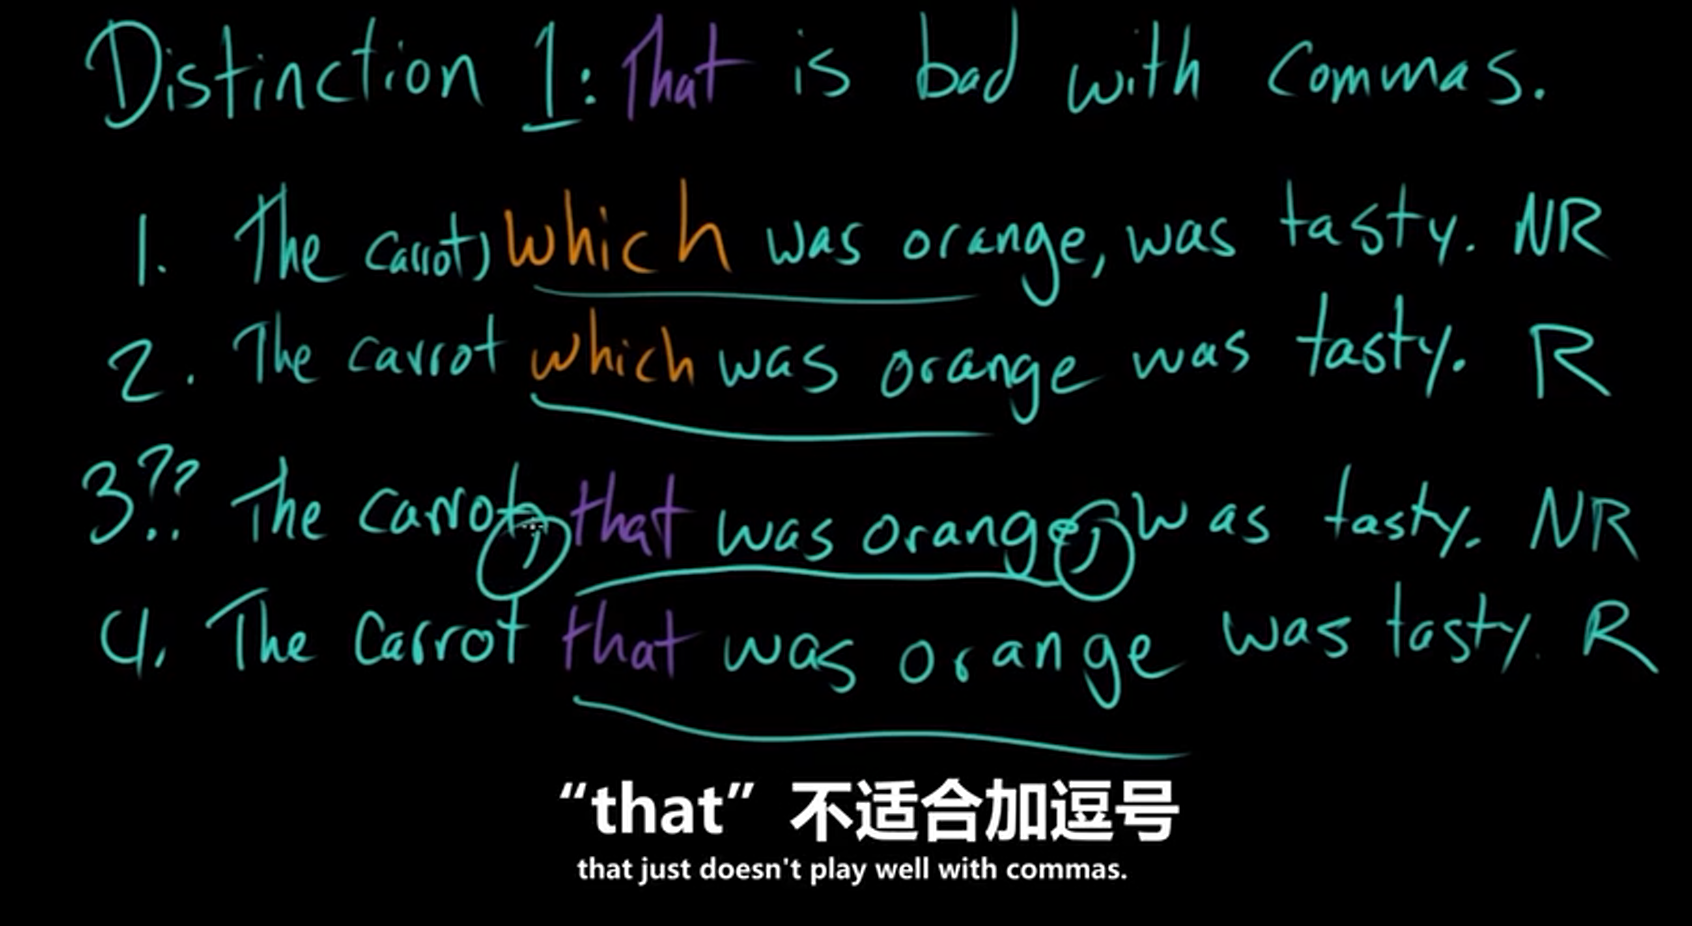 Distinction 1: That is bad with commas.
1. The carrot, which was orange, was tasty. NR
2. The carrot which was orange was tasty. R
3?? The carrot, that was orange, was tasty. NR
4. The carrot that was orange was tasty. R
“that”不适合加逗号
that just doesn't play well with commas.